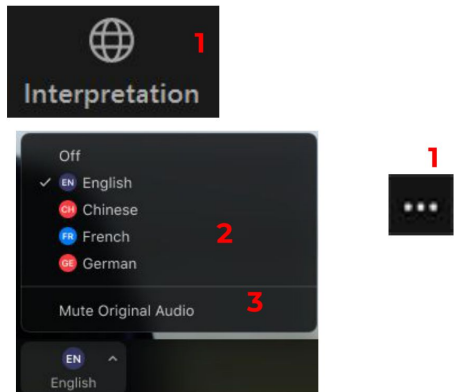 1
Interpretation
Off
EN English
CH Chinese
FR French
2
GE German
Mute Original Audio 3
EN
English
1